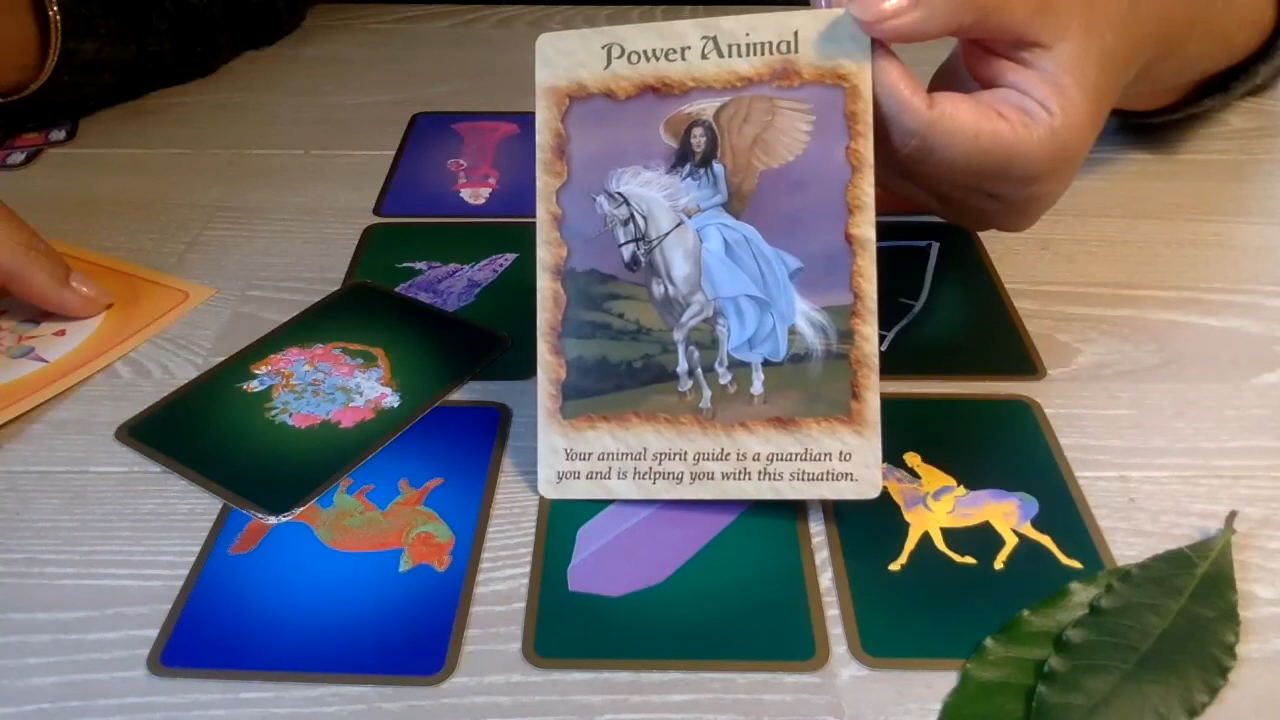 Power Animal
Your animal spirit guide is a guardian to
you and is helping you with this situation.